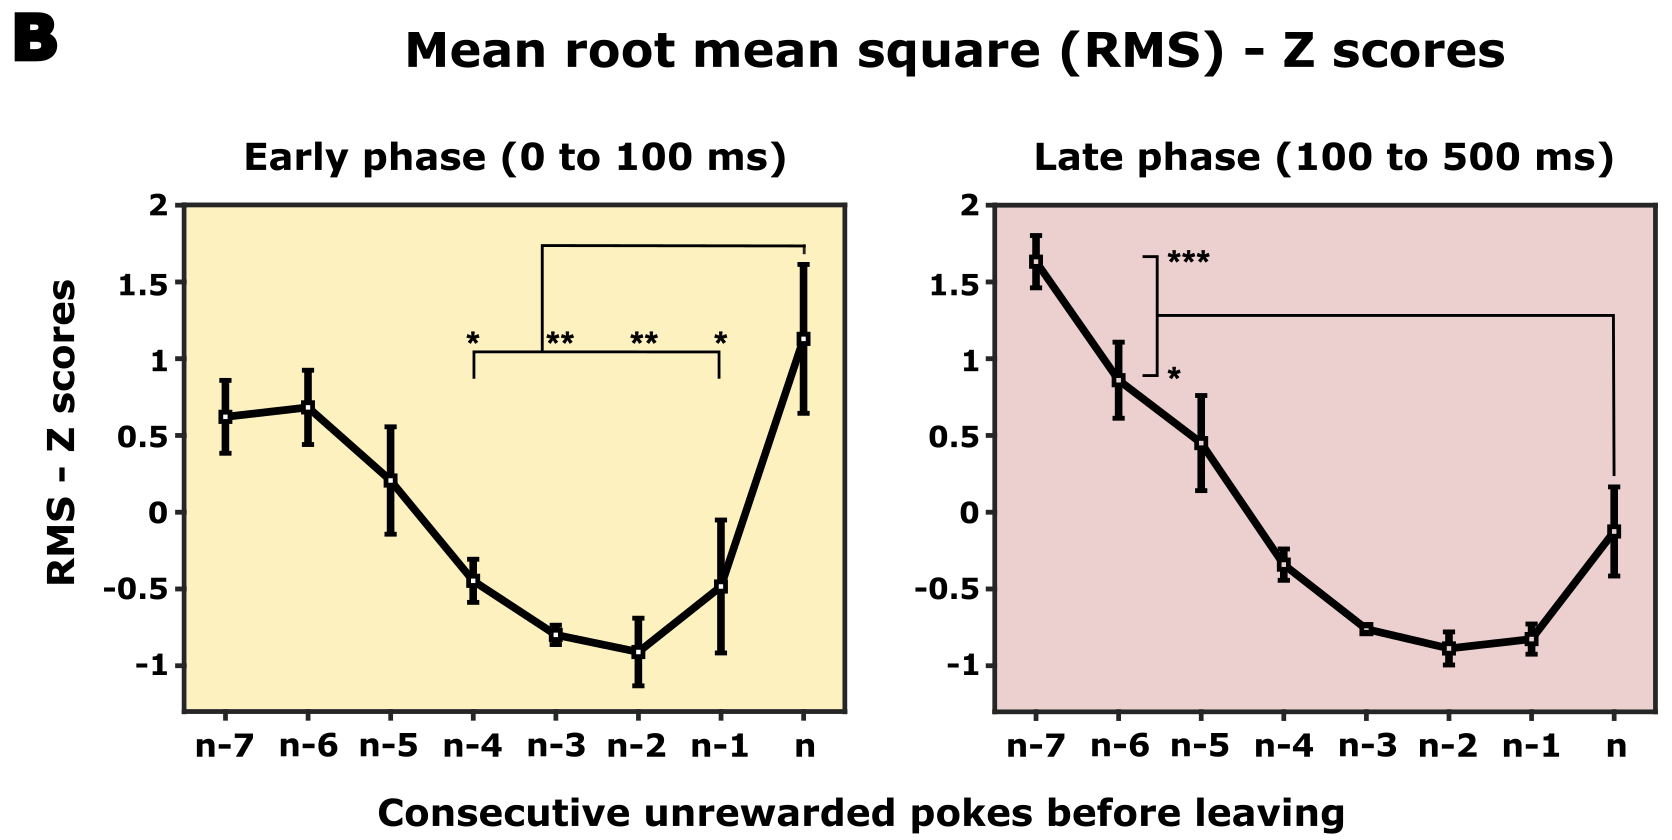 B
Mean root mean square (RMS) - Z scores
Early phase (0 to 100 ms)
RMS - Z scores
2
1.5
1
0.5
0
-0.5
-1
* ** ** *
n-7 n-6 n-5 n-4 n-3 n-2 n-1 n
Late phase (100 to 500 ms)
2
1.5
1
0.5
0
-0.5
-1
***
*
n-7 n-6 n-5 n-4 n-3 n-2 n-1 n
Consecutive unrewarded pokes before leaving